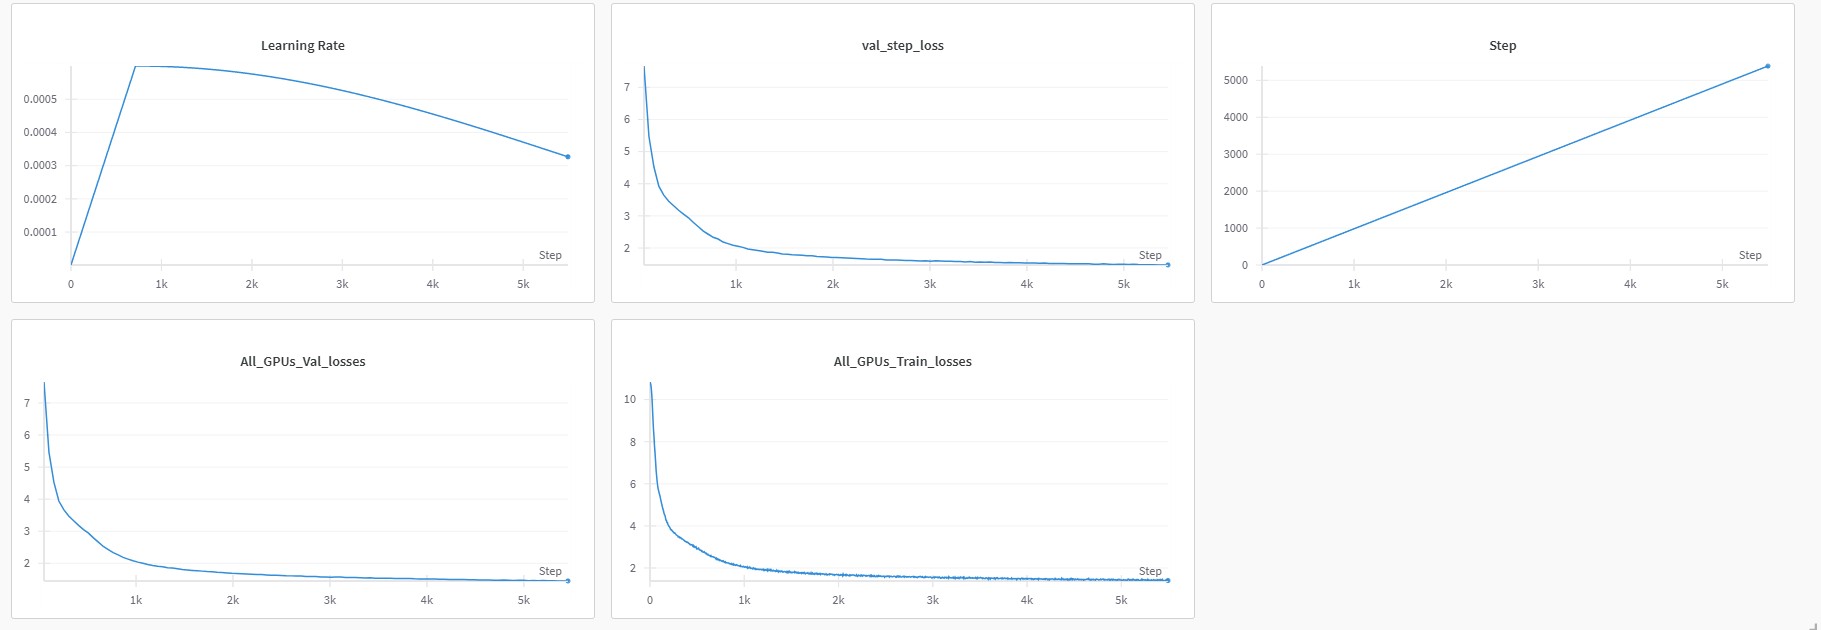 Learning Rate
0.0005
0.0004
0.0003
0.0002
0.0001
Step
0 1k 2k 3k 4k 5k
val_step_loss
7
6
5
4
3
2
Step
1k 2k 3k 4k 5k
Step
5000
4000
3000
2000
1000
0
Step
0 1k 2k 3k 4k 5k
All_GPUs_Val_losses
7
6
5
4
3
2
Step
1k 2k 3k 4k 5k
All_GPUs_Train_losses
10
8
6
4
2
Step
0 1k 2k 3k 4k 5k